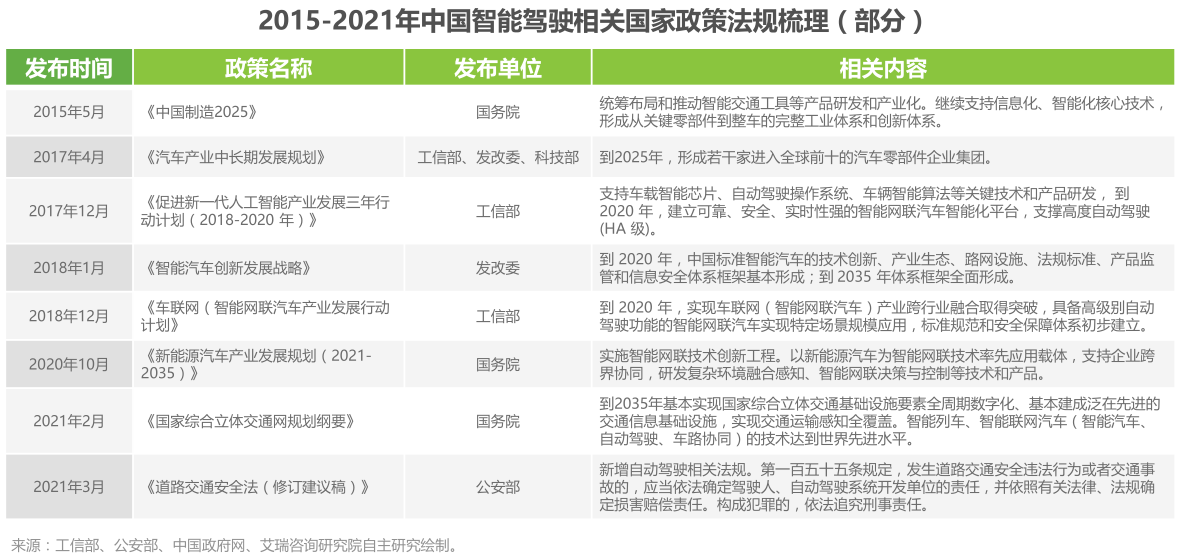 2015-2021年中国智能驾驶相关国家政策法规梳理（部分）
发布时间 政策名称 发布单位 相关内容
2015年5月 《中国制造2025》 国务院
统筹布局和推动智能交通工具等产品研发和产业化。继续支持信息化、智能化核心技术，
形成从关键零部件到整车的完整工业体系和创新体系。
2017年4月 《汽车产业中长期发展规划》 工信部、发改委、科技部 到2025年，形成若干家进入全球前十的汽车零部件企业集团。
2017年12月
《促进新一代人工智能产业发展三年行
动计划（2018-2020 年）》
工信部
支持车载智能芯片、自动驾驶操作系统、车辆智能算法等关键技术和产品研发， 到
2020 年，建立可靠、安全、实时性强的智能网联汽车智能化平台，支撑高度自动驾驶
(HA 级)。
2018年1月 《智能汽车创新发展战略》 发改委
到 2020 年，中国标准智能汽车的技术创新、产业生态、路网设施、法规标准、产品监
管和信息安全体系框架基本形成；到 2035 年体系框架全面形成。
2018年12月
《车联网（智能网联汽车产业发展行动
计划》
工信部
到 2020 年，实现车联网（智能网联汽车）产业跨行业融合取得突破，具备高级别自动
驾驶功能的智能网联汽车实现特定场景规模应用，标准规范和安全保障体系初步建立。
2020年10月
《新能源汽车产业发展规划（2021-
2035）》
国务院
实施智能网联技术创新工程。以新能源汽车为智能网联技术率先应用载体，支持企业跨
界协同，研发复杂环境融合感知、智能网联决策与控制等技术和产品。
2021年2月 《国家综合立体交通网规划纲要》 国务院
到2035年基本实现国家综合立体交通基础设施要素全周期数字化、基本建成泛在先进的
交通信息基础设施，实现交通运输感知全覆盖。智能列车、智能联网汽车（智能汽车、
自动驾驶、车路协同）的技术达到世界先进水平。
2021年3月 《道路交通安全法（修订建议稿）》 公安部
新增自动驾驶相关法规。第一百五十五条规定，发生道路交通安全违法行为或者交通事
故的，应当依法确定驾驶人、自动驾驶系统开发单位的责任，并依照有关法律、法规确
定损害赔偿责任。构成犯罪的，依法追究刑事责任。
来源：工信部、公安部、中国政府网、艾瑞咨询研究院自主研究绘制。